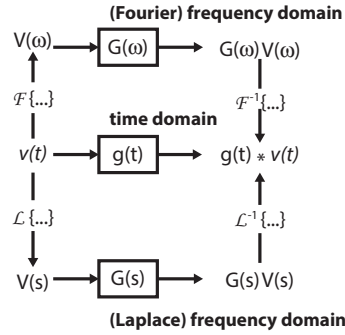 (Fourier) frequency domain
V(ω) G(ω) G(ω)V(ω)
ℱ{...} ℱ⁻¹{...}
time domain
v(t) g(t) g(t) * v(t)
ℒ{...} ℒ⁻¹{...}
V(s) G(s) G(s)V(s)
(Laplace) frequency domain